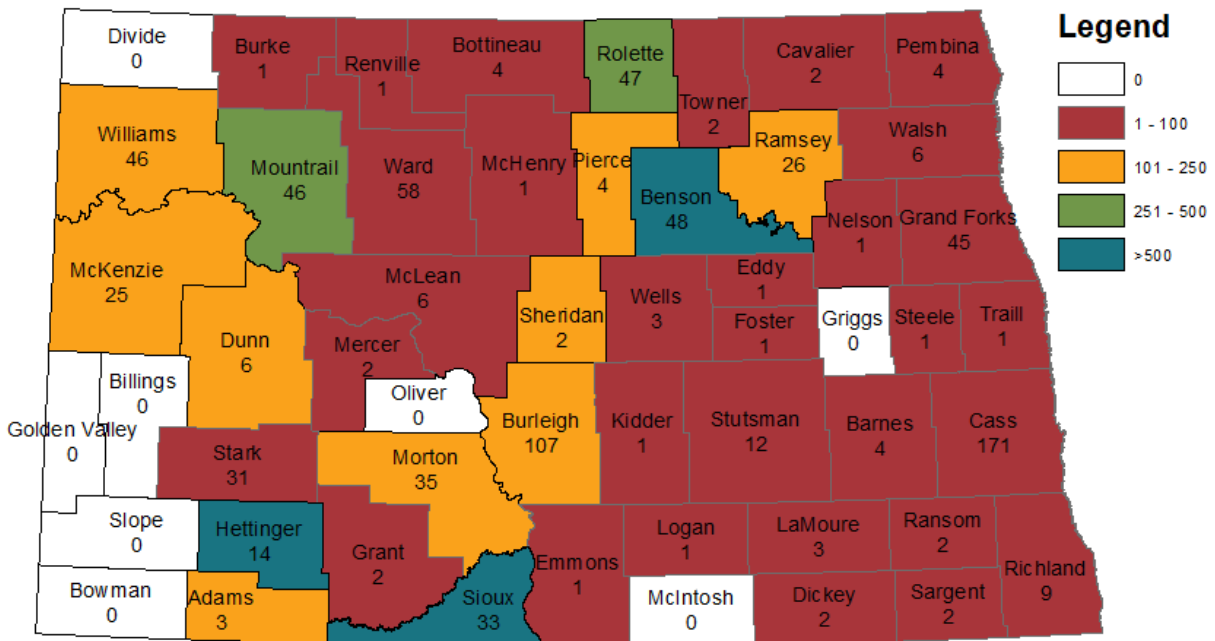 Legend
0
1 - 100
101 - 250
251 - 500
>500
Divide
0
Burke
1
Renville
1
Bottineau
4
Rolette
47
Towner
2
Cavalier
2
Pembina
4
Williams
46
Mountrail
46
Ward
58
McHenry
1
Pierce
4
Benson
48
Ramsey
26
Walsh
6
Nelson
1
Grand Forks
45
McKenzie
25
Dunn
6
McLean
6
Mercer
2
Sheridan
2
Wells
3
Eddy
1
Foster
1
Griggs
0
Steele
1
Traill
1
Billings
0
Golden Valley
0
Oliver
0
Stark
31
Morton
35
Burleigh
107
Kidder
1
Stutsman
12
Barnes
4
Cass
171
Slope
0
Hettinger
14
Grant
2
Bowman
0
Adams
3
Sioux
33
Emmons
1
Logan
1
McIntosh
0
LaMoure
3
Dickey
2
Ransom
2
Sargent
2
Richland
9